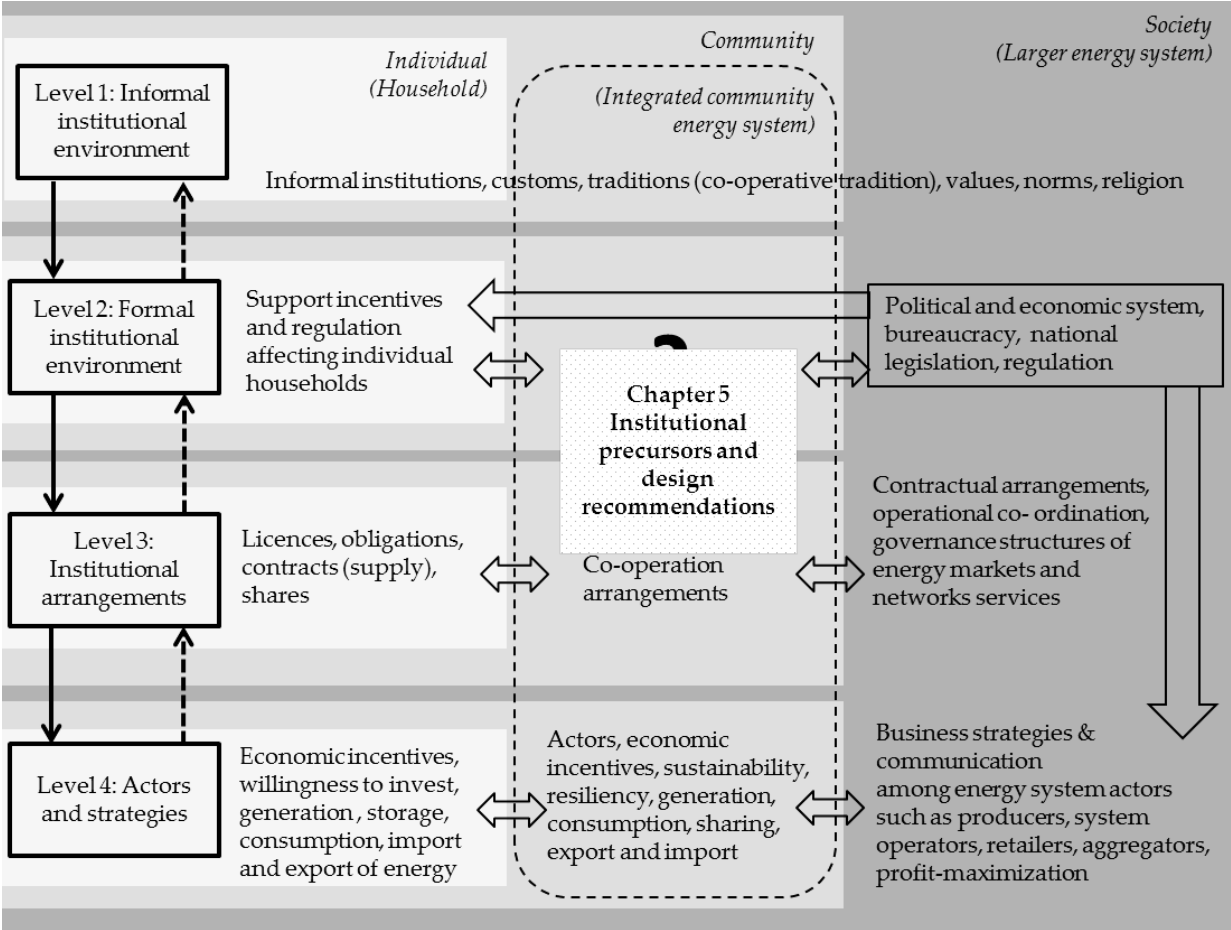 Society
(Larger energy system)
Community
(Integrated community
energy system)
Individual
(Household)
Level 1: Informal
institutional
environment
Informal institutions, customs, traditions (co-operative tradition), values, norms, religion
Level 2: Formal
institutional
environment
Support incentives
and regulation
affecting individual
households
Chapter 5
Institutional
precursors and
design
recommendations
Political and economic system,
bureaucracy, national
legislation, regulation
Level 3:
Institutional
arrangements
Licences, obligations,
contracts (supply),
shares
Co-operation
arrangements
Contractual arrangements,
operational co- ordination,
governance structures of
energy markets and
networks services
Level 4: Actors
and strategies
Economic incentives,
willingness to invest,
generation , storage,
consumption, import
and export of energy
Actors, economic
incentives, sustainability,
resiliency, generation,
consumption, sharing,
export and import
Business strategies &
communication
among energy system actors
such as producers, system
operators, retailers, aggregators,
profit-maximization